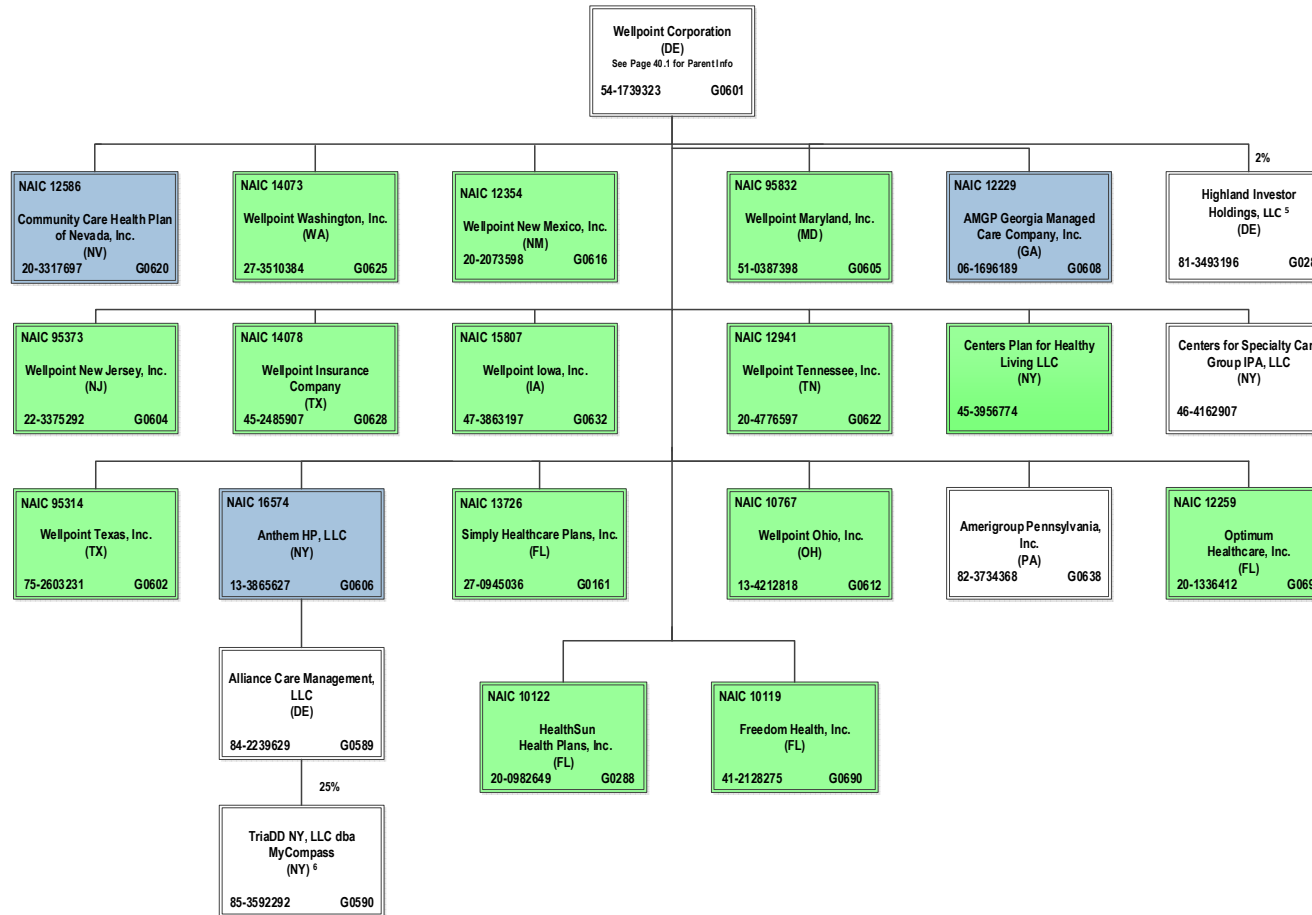 Wellpoint Corporation
(DE)
See Page 40.1 for Parent Info
54-1739323 G0601
2%
NAIC 12586
Community Care Health Plan
of Nevada, Inc.
(NV)
20-3317697 G0620
NAIC 14073
Wellpoint Washington, Inc.
(WA)
27-3510384 G0625
NAIC 12354
Wellpoint New Mexico, Inc.
(NM)
20-2073598 G0616
NAIC 95832
Wellpoint Maryland, Inc.
(MD)
51-0387398 G0605
NAIC 12229
AMGP Georgia Managed
Care Company, Inc.
(GA)
06-1696189 G0608
Highland Investor
Holdings, LLC ⁵
(DE)
81-3493196 G028
NAIC 95373
Wellpoint New Jersey, Inc.
(NJ)
22-3375292 G0604
NAIC 14078
Wellpoint Insurance
Company
(TX)
45-2485907 G0628
NAIC 15807
Wellpoint Iowa, Inc.
(IA)
47-3863197 G0632
NAIC 12941
Wellpoint Tennessee, Inc.
(TN)
20-4776597 G0622
Centers Plan for Healthy
Living LLC
(NY)
45-3956774
Centers for Specialty Car
Group IPA, LLC
(NY)
46-4162907
NAIC 95314
Wellpoint Texas, Inc.
(TX)
75-2603231 G0602
NAIC 16574
Anthem HP, LLC
(NY)
13-3865627 G0606
NAIC 13726
Simply Healthcare Plans, Inc.
(FL)
27-0945036 G0161
NAIC 10767
Wellpoint Ohio, Inc.
(OH)
13-4212818 G0612
Amerigroup Pennsylvania,
Inc.
(PA)
82-3734368 G0638
NAIC 12259
Optimum
Healthcare, Inc.
(FL)
20-1336412 G069
Alliance Care Management,
LLC
(DE)
84-2239629 G0589
NAIC 10122
HealthSun
Health Plans, Inc.
(FL)
20-0982649 G0288
NAIC 10119
Freedom Health, Inc.
(FL)
41-2128275 G0690
25%
TriaDD NY, LLC dba
MyCompass
(NY) ⁶
85-3592292 G0590